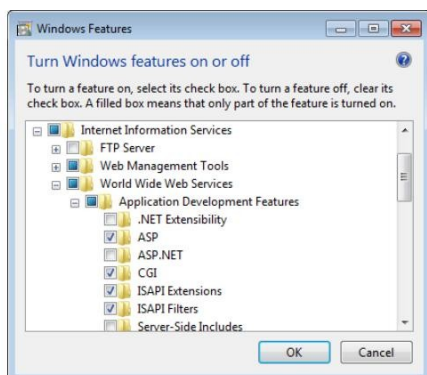 Windows Features
Turn Windows features on or off
To turn a feature on, select its check box. To turn a feature off, clear its
check box. A filled box means that only part of the feature is turned on.
Internet Information Services
FTP Server
Web Management Tools
World Wide Web Services
Application Development Features
.NET Extensibility
ASP
ASP.NET
CGI
ISAPI Extensions
ISAPI Filters
Server-Side Includes
OK
Cancel